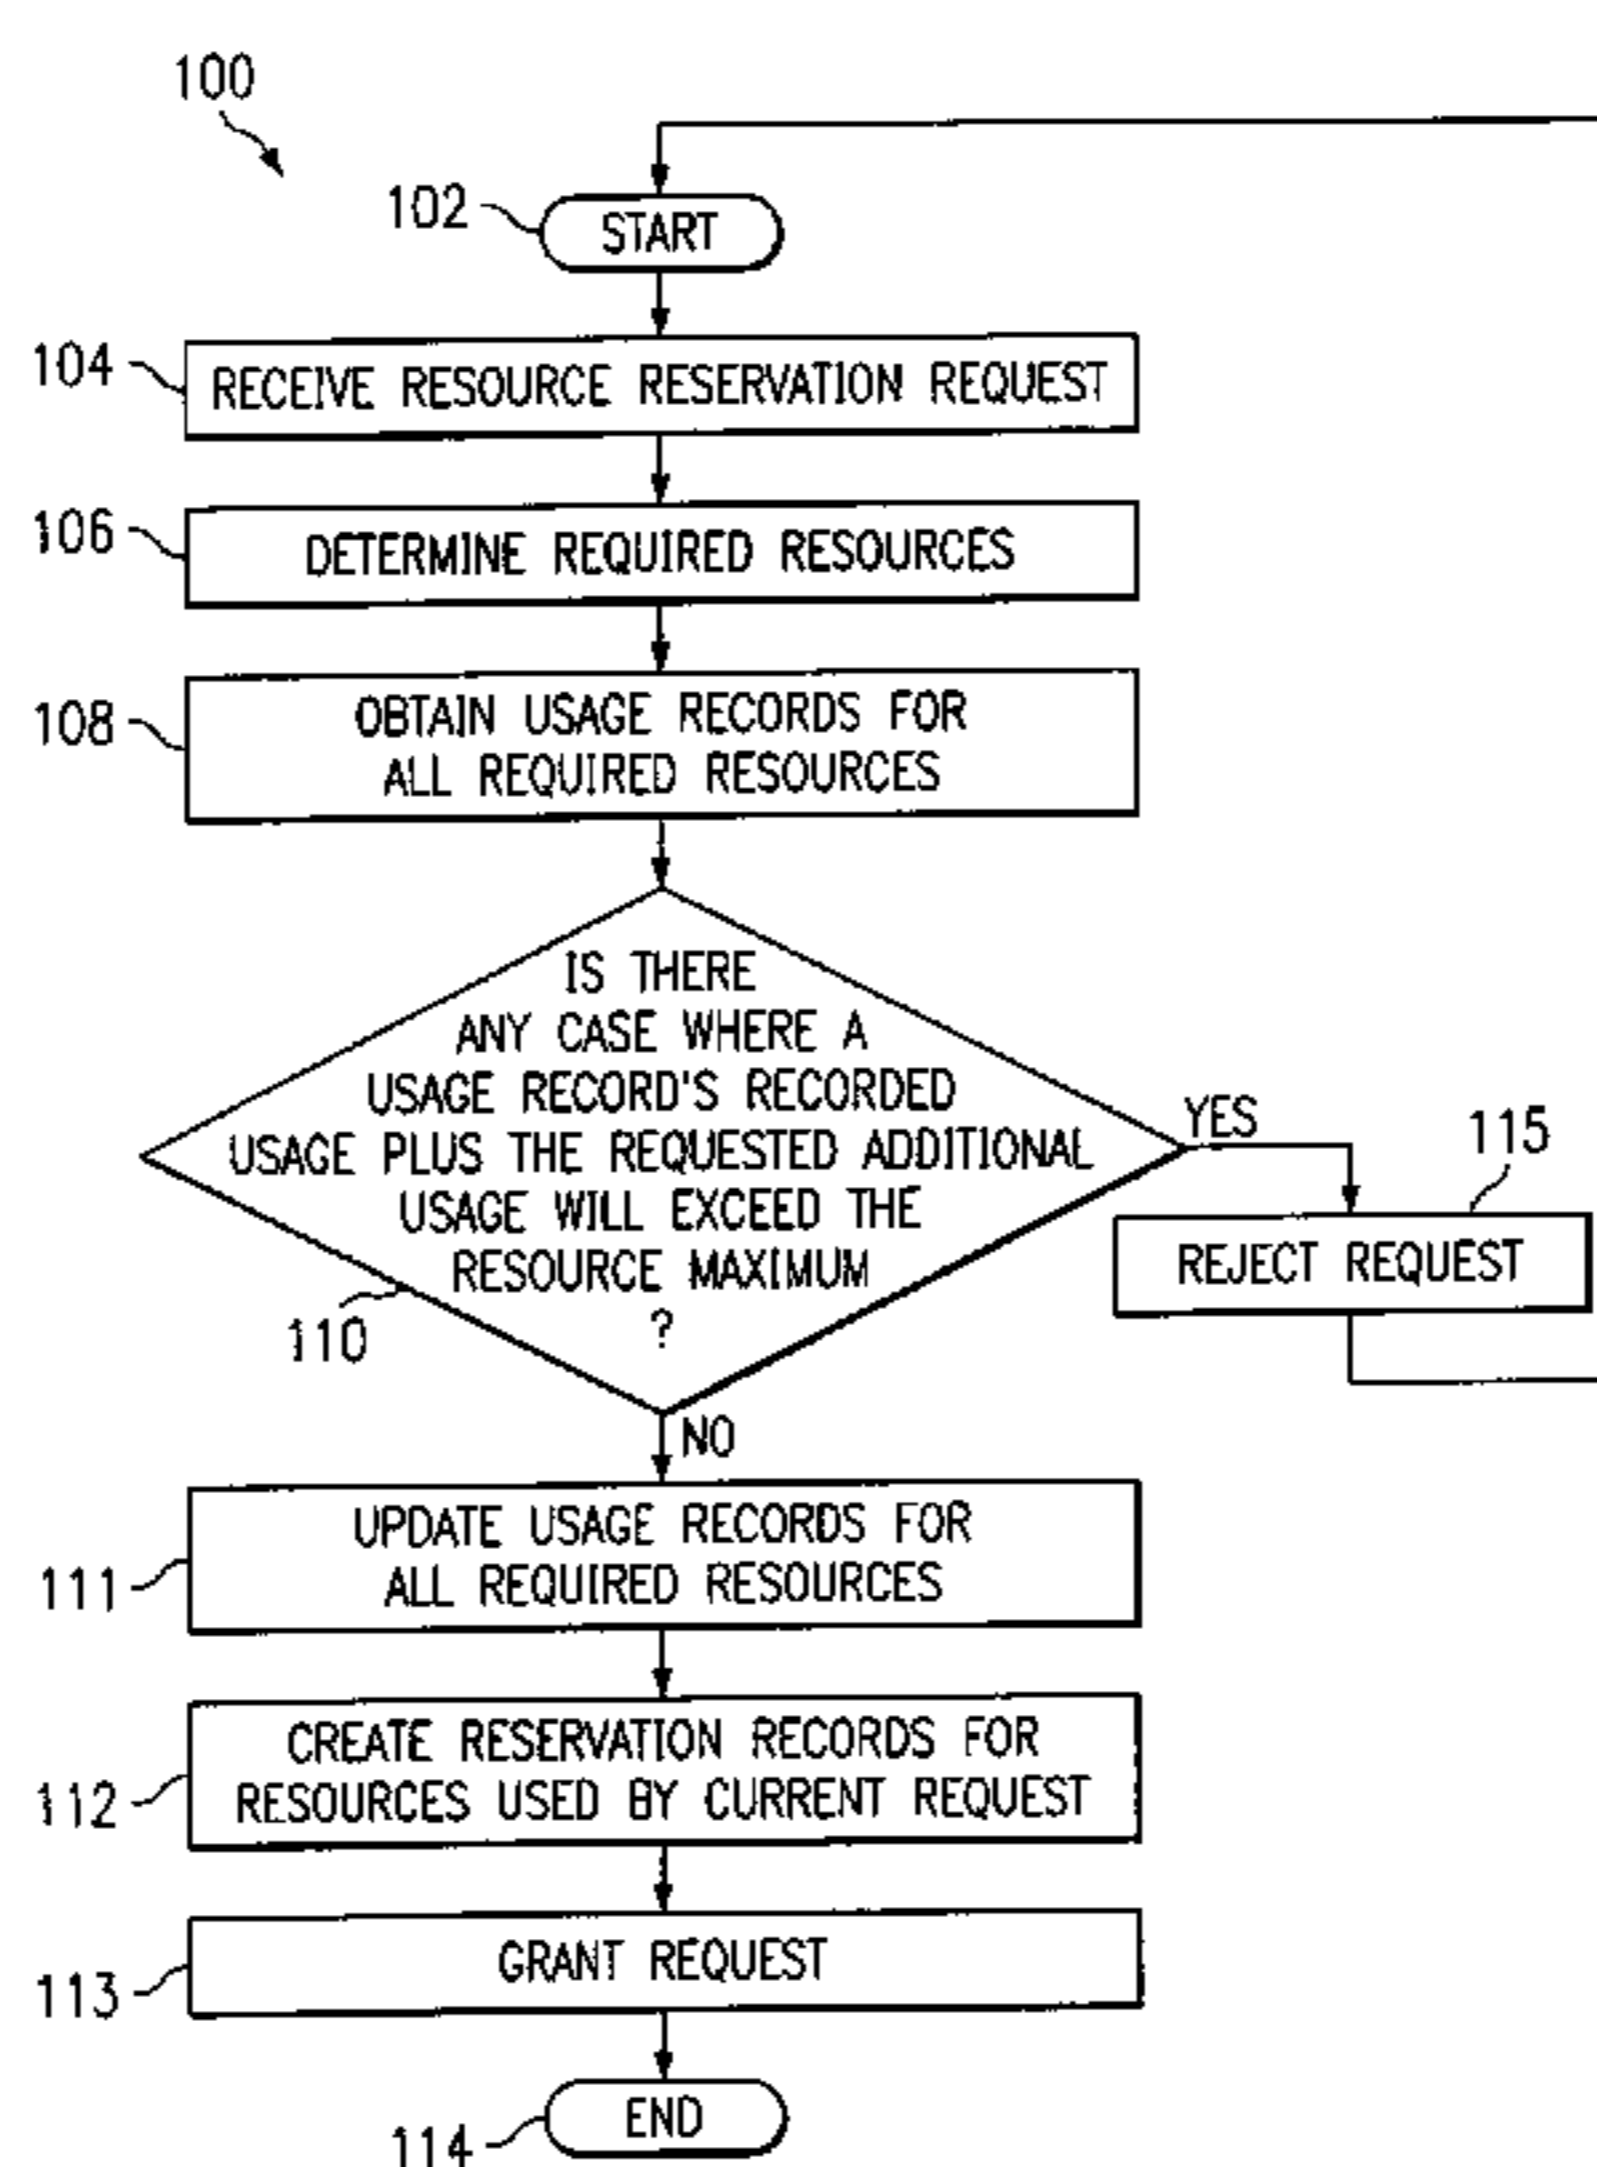 100
102
START
104
RECEIVE RESOURCE RESERVATION REQUEST
106
DETERMINE REQUIRED RESOURCES
108
OBTAIN USAGE RECORDS FOR
ALL REQUIRED RESOURCES
IS THERE
ANY CASE WHERE A
USAGE RECORD'S RECORDED
USAGE PLUS THE REQUESTED ADDITIONAL
USAGE WILL EXCEED THE
RESOURCE MAXIMUM
?
110
YES
115
REJECT REQUEST
NO
111
UPDATE USAGE RECORDS FOR
ALL REQUIRED RESOURCES
112
CREATE RESERVATION RECORDS FOR
RESOURCES USED BY CURRENT REQUEST
113
GRANT REQUEST
114
END